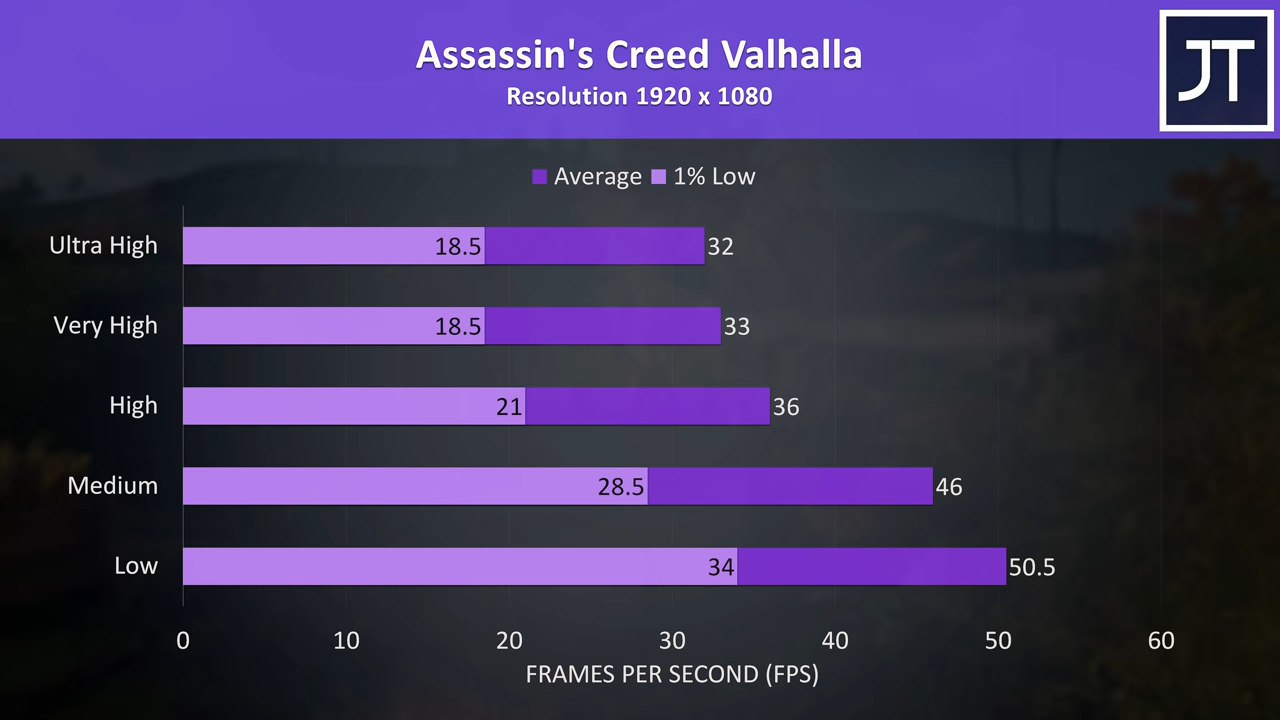 Assassin's Creed Valhalla
Resolution 1920 x 1080
JT
Average 1% Low
Ultra High 18.5 32
Very High 18.5 33
High 21 36
Medium 28.5 46
Low 34 50.5
0 10 20 30 40 50 60
FRAMES PER SECOND (FPS)